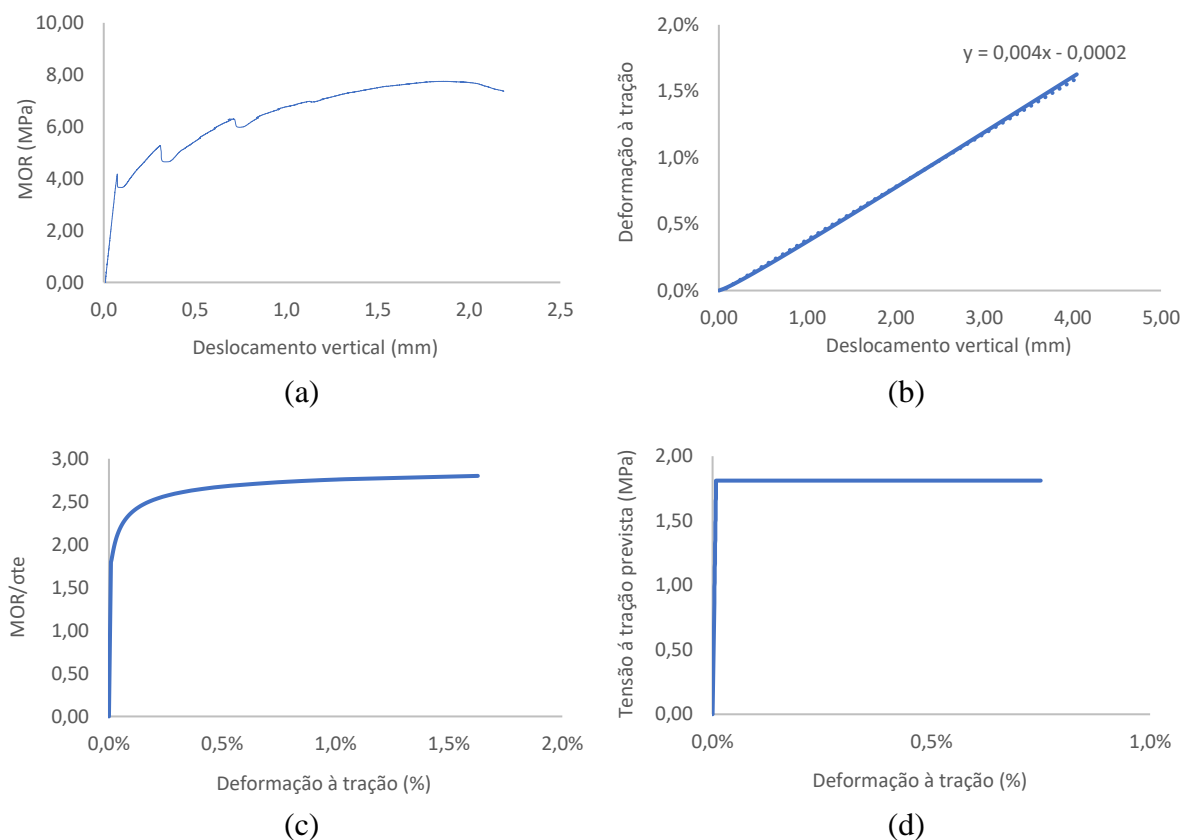 10,00
8,00
6,00
4,00
2,00
0,00
MOR (MPa)
0,0 0,5 1,0 1,5 2,0 2,5
Deslocamento vertical (mm)
(a)
2,0%
1,5%
1,0%
0,5%
0,0%
Deformação à tração
y = 0,004x - 0,0002
0,00 1,00 2,00 3,00 4,00 5,00
Deslocamento vertical (mm)
(b)
3,00
2,50
2,00
1,50
1,00
0,50
0,00
MOR/σte
0,0% 0,5% 1,0% 1,5% 2,0%
Deformação à tração (%)
(c)
2,00
1,50
1,00
0,50
0,00
Tensão á tração prevista (MPa)
0,0% 0,5% 1,0%
Deformação à tração (%)
(d)